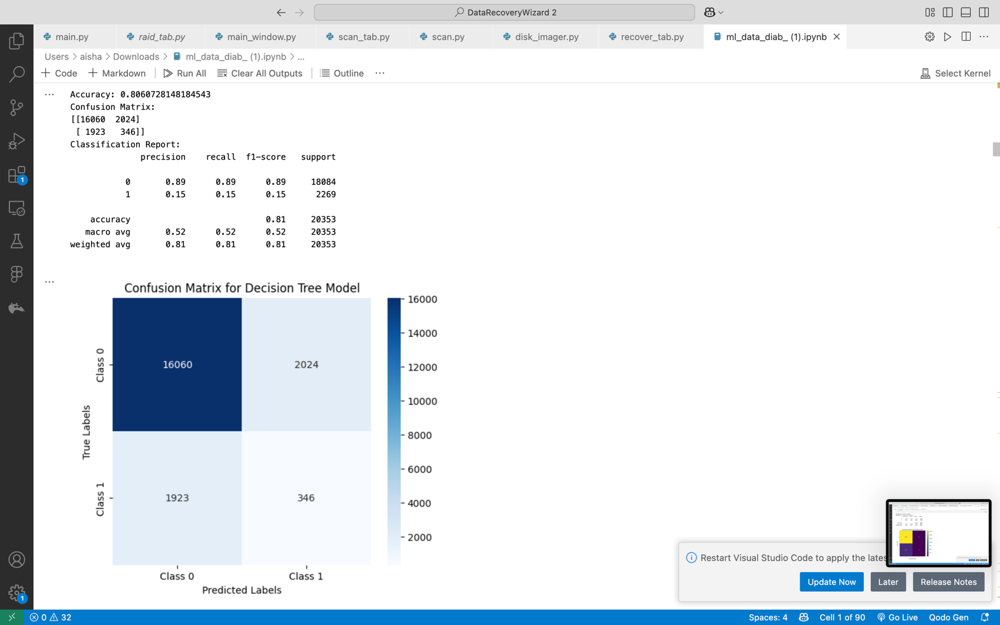 DataRecoveryWizard 2
main.py
raid_tab.py
main_window.py
scan_tab.py
scan.py
disk_imager.py
recover_tab.py
ml_data_diab_ (1).ipynb
Users > aisha > Downloads > ml_data_diab_ (1).ipynb > ...
+ Code + Markdown Run All Clear All Outputs Outline ... Select Kernel
... Accuracy: 0.8060728148184543
Confusion Matrix:
[[16060  2024]
 [ 1923   346]]
Classification Report:
              precision    recall  f1-score   support

           0       0.89      0.89      0.89     18084
           1       0.15      0.15      0.15      2269

    accuracy                           0.81     20353
   macro avg       0.52      0.52      0.52     20353
weighted avg       0.81      0.81      0.81     20353
...
Confusion Matrix for Decision Tree Model
16000
14000
12000
10000
8000
6000
4000
2000
True Labels
Class 0
16060 2024
Class 1
1923 346
Class 0 Class 1
Predicted Labels
Restart Visual Studio Code to apply the
Update Now Later Release Notes
1
1
0 32 Spaces: 4 Cell 1 of 90 Go Live Qodo Gen